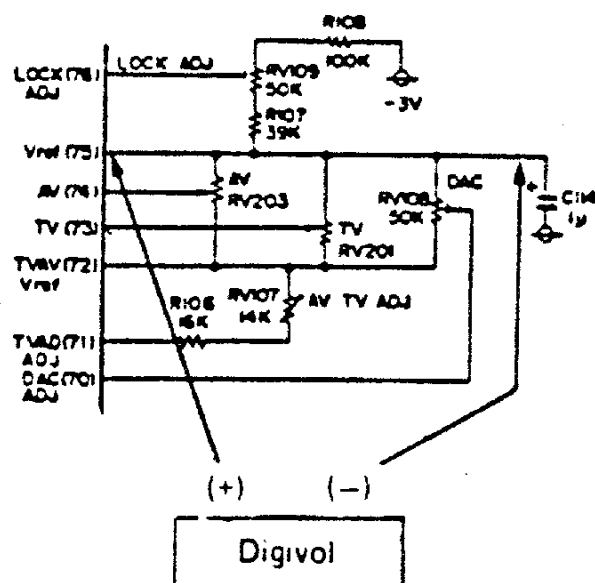 R108
100K
-3V
LOCK(76)
ADJ
LOCK ADJ
RV109
50K
R107
39K
Vref(75)
AV(74)
AV
RV203
DAC
RV108
50K
+
C114
1μ
TV(73)
TV
RV201
TVAV(72)
Vref
R106
16K
RV107
14K
AV TV ADJ
TVAD(71)
ADJ
DAC(70)
ADJ
(+) (−)
Digivol